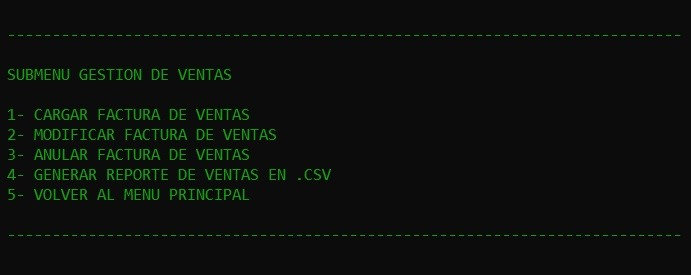 ---------------------------------------------------------------------------
SUBMENU GESTION DE VENTAS
1- CARGAR FACTURA DE VENTAS
2- MODIFICAR FACTURA DE VENTAS
3- ANULAR FACTURA DE VENTAS
4- GENERAR REPORTE DE VENTAS EN .CSV
5- VOLVER AL MENU PRINCIPAL
---------------------------------------------------------------------------